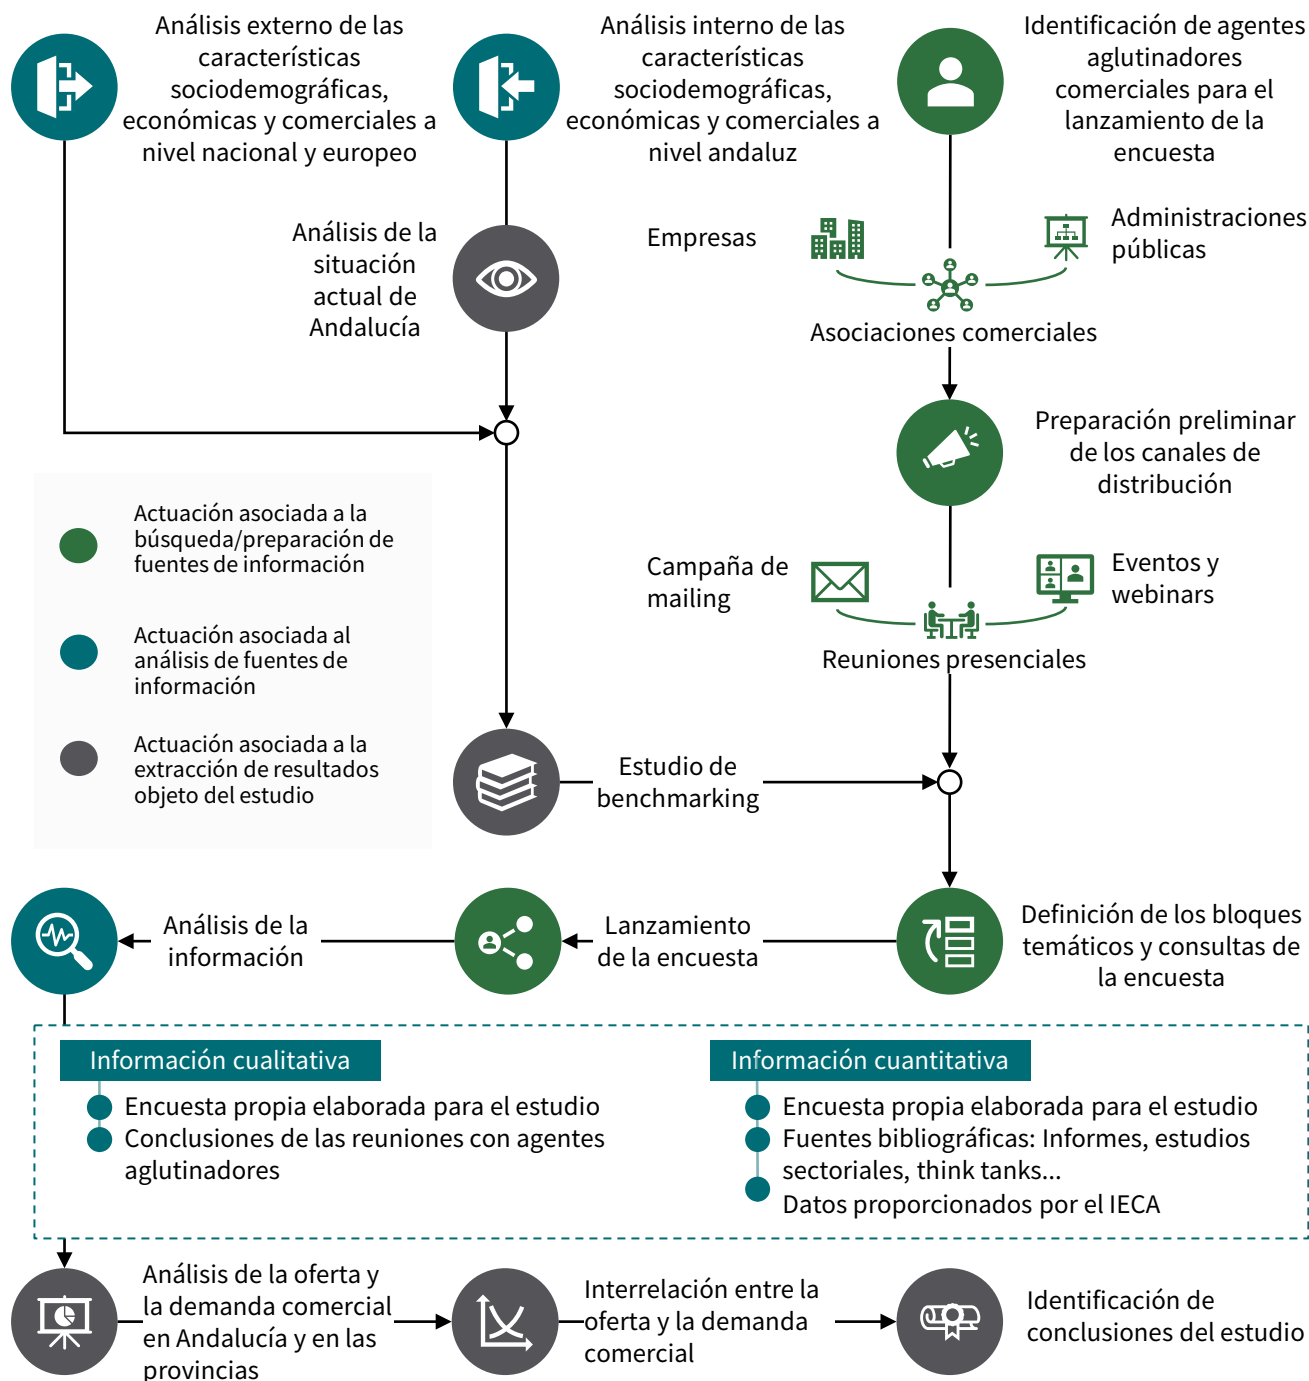 Análisis externo de las
características
sociodemográficas,
económicas y comerciales a
nivel nacional y europeo
Análisis interno de las
características
sociodemográficas,
económicas y comerciales a
nivel andaluz
Identificación de agentes
aglutinadores
comerciales para el
lanzamiento de la
encuesta
Análisis de la
situación
actual de
Andalucía
Empresas
Administraciones
públicas
Asociaciones comerciales
Preparación preliminar
de los canales de
distribución
Actuación asociada a la
búsqueda/preparación de
fuentes de información
Actuación asociada al
análisis de fuentes de
información
Actuación asociada a la
extracción de resultados
objeto del estudio
Campaña de
mailing
Eventos y
webinars
Reuniones presenciales
Estudio de
benchmarking
Análisis de la
información
Lanzamiento
de la encuesta
Definición de los bloques
temáticos y consultas de
la encuesta
Información cualitativa
Encuesta propia elaborada para el estudio
Conclusiones de las reuniones con agentes
aglutinadores
Información cuantitativa
Encuesta propia elaborada para el estudio
Fuentes bibliográficas: Informes, estudios
sectoriales, think tanks...
Datos proporcionados por el IECA
Análisis de la oferta y
la demanda comercial
en Andalucía y en las
provincias
Interrelación entre la
oferta y la demanda
comercial
Identificación de
conclusiones del estudio